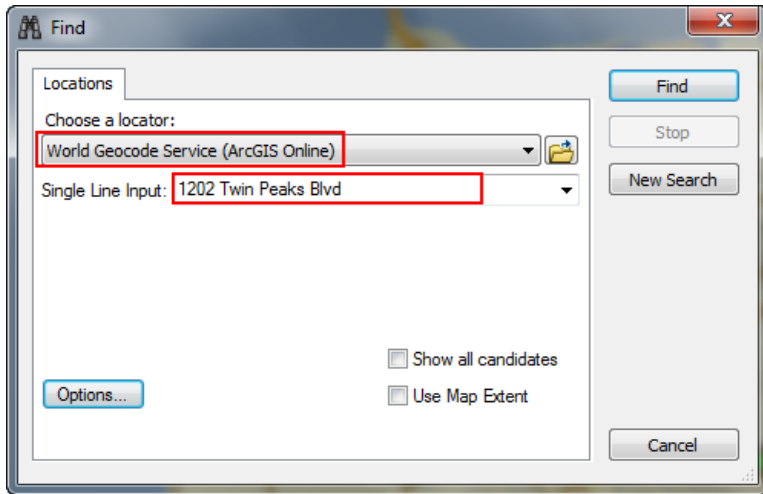 Find
Locations
Choose a locator:
World Geocode Service (ArcGIS Online)
Single Line Input: 1202 Twin Peaks Blvd
Show all candidates
Use Map Extent
Options...
Find
Stop
New Search
Cancel